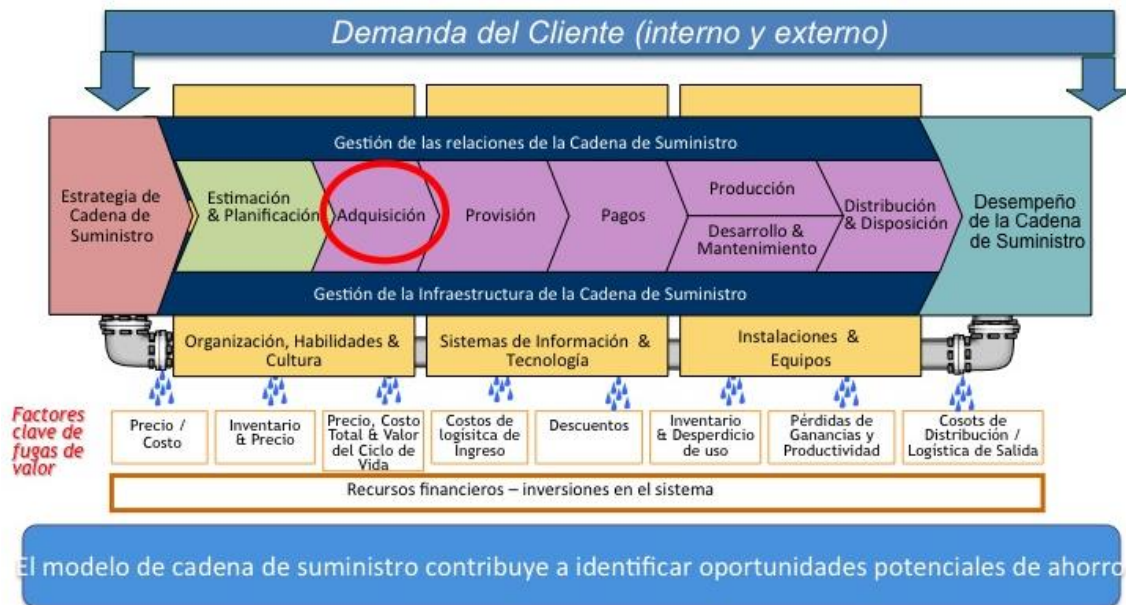 Demanda del Cliente (interno y externo)
Gestión de las relaciones de la Cadena de Suministro
Estrategia de
Cadena de
Suministro
Estimación
& Planificación
Adquisición
Provisión
Pagos
Producción
Desarrollo &
Mantenimiento
Distribución
& Disposición
Desempeño
de la Cadena
de Suministro
Gestión de la Infraestructura de la Cadena de Suministro
Organización, Habilidades &
Cultura
Sistemas de Información &
Tecnología
Instalaciones &
Equipos
Factores
clave de
fugas de
valor
Precio /
Costo
Inventario
& Precio
Precio, Costo
Total & Valor
del Ciclo de
Vida
Costos de
logísitca de
Ingreso
Descuentos
Inventario
& Desperdicio
de uso
Pérdidas de
Ganancias y
Productividad
Cosots de
Distribución /
Logística de Salida
Recursos financieros – inversiones en el sistema
El modelo de cadena de suministro contribuye a identificar oportunidades potenciales de ahorro